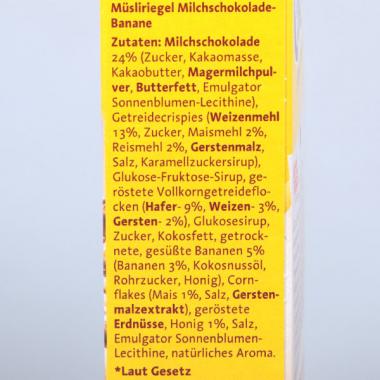 Müsliriegel Milchschokolade-
Banane
Zutaten: Milchschokolade
24% (Zucker, Kakaomasse,
Kakaobutter, Magermilchpul-
ver, Butterfett, Emulgator
Sonnenblumen-Lecithine),
Getreidecrispies (Weizenmehl
13%, Zucker, Maismehl 2%,
Reismehl 2%, Gerstenmalz,
Salz, Karamellzuckersirup),
Glukose-Fruktose-Sirup, ge-
röstete Vollkorngetreideflo-
cken (Hafer- 9%, Weizen- 3%,
Gersten- 2%), Glukosesirup,
Zucker, Kokosfett, getrock-
nete, gesüßte Bananen 5%
(Bananen 3%, Kokosnussöl,
Rohrzucker, Honig), Corn-
flakes (Mais 1%, Salz, Gersten-
malzextrakt), geröstete
Erdnüsse, Honig 1%, Salz,
Emulgator Sonnenblumen-
Lecithine, natürliches Aroma.
*Laut Gesetz